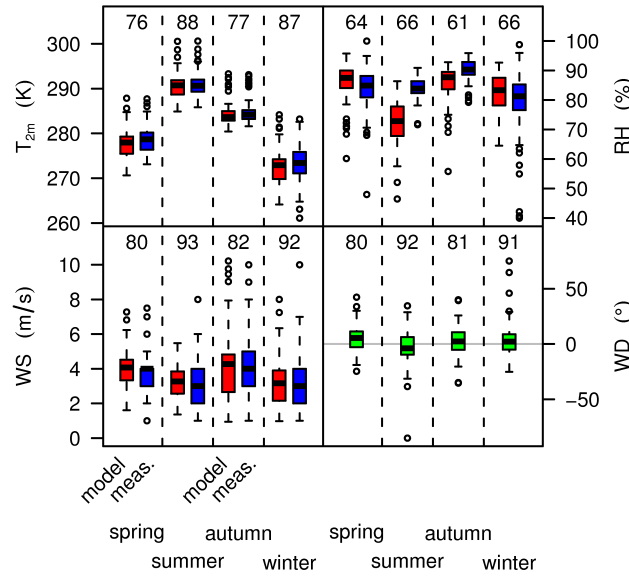 76 88 77 87 64 66 61 66
300
290
280
270
260
T2m (K)
100
90
80
70
60
50
40
RH (%)
80 93 82 92 80 92 81 91
10
8
6
4
2
0
WS (m/s)
50
0
−50
WD (°)
model meas. model meas.
spring autumn spring autumn
summer winter summer winter